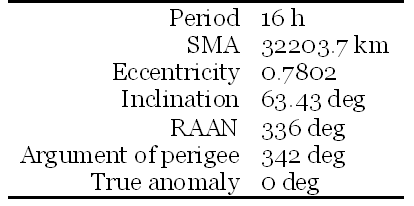 Period 16 h
SMA 32203.7 km
Eccentricity 0.7802
Inclination 63.43 deg
RAAN 336 deg
Argument of perigee 342 deg
True anomaly 0 deg